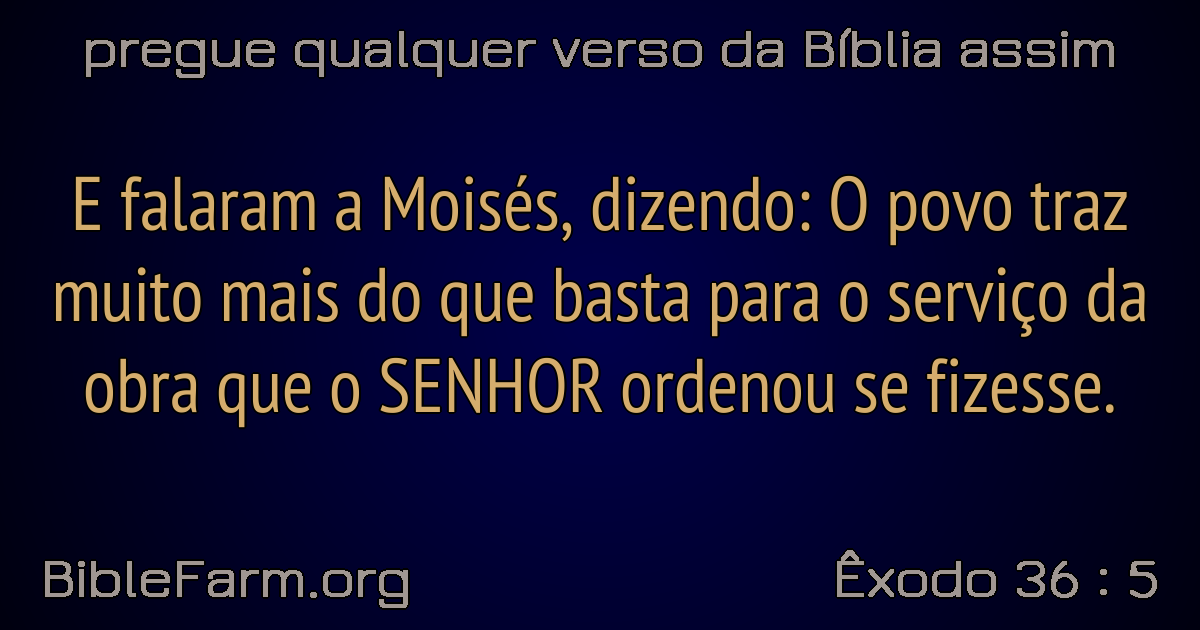 pregue qualquer verso da Bíblia assim
E falaram a Moisés, dizendo: O povo traz
muito mais do que basta para o serviço da
obra que o SENHOR ordenou se fizesse.
BibleFarm.org
Êxodo 36 : 5